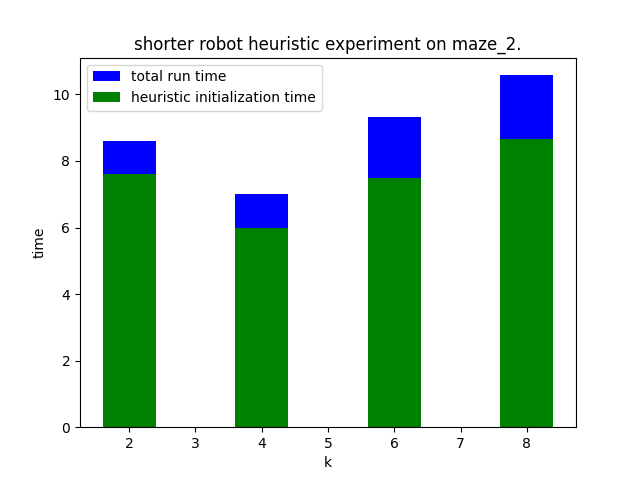 shorter robot heuristic experiment on maze_2.
total run time
heuristic initialization time
10
8
6
4
2
0
time
2 3 4 5 6 7 8
k